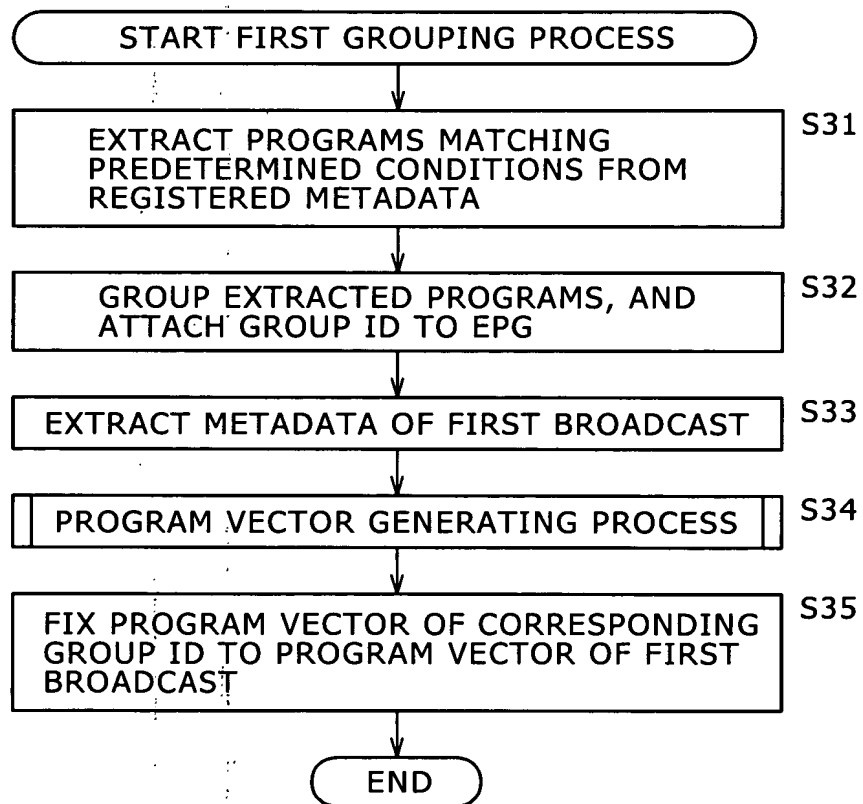 START FIRST GROUPING PROCESS
S31
EXTRACT PROGRAMS MATCHING
PREDETERMINED CONDITIONS FROM
REGISTERED METADATA
S32
GROUP EXTRACTED PROGRAMS, AND
ATTACH GROUP ID TO EPG
S33
EXTRACT METADATA OF FIRST BROADCAST
S34
PROGRAM VECTOR GENERATING PROCESS
S35
FIX PROGRAM VECTOR OF CORRESPONDING
GROUP ID TO PROGRAM VECTOR OF FIRST
BROADCAST
END